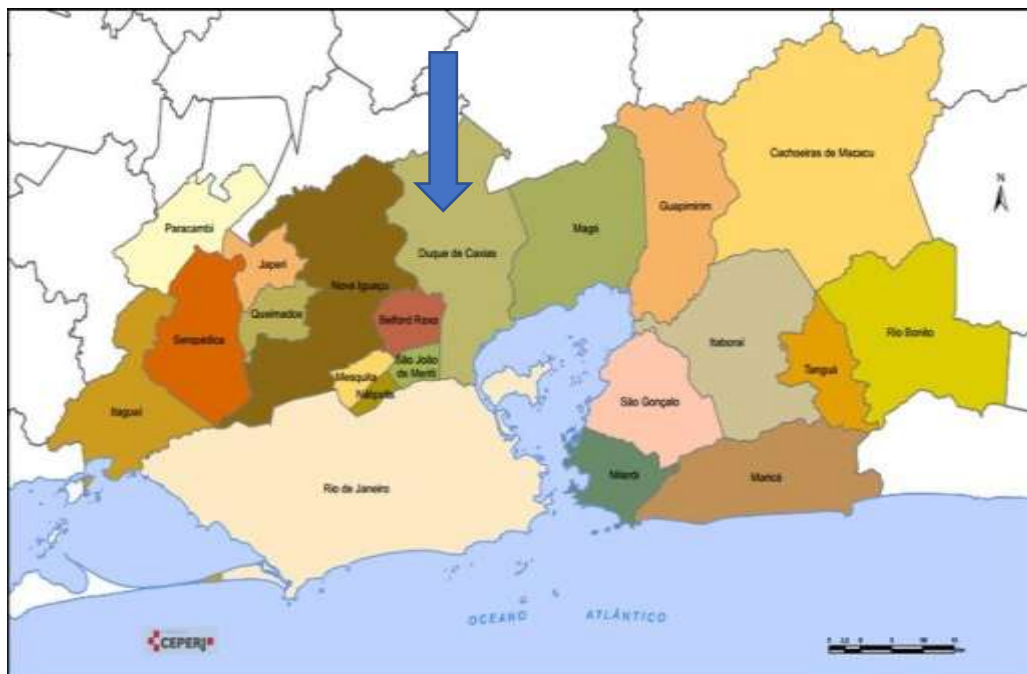 Cachoeiras de Macacu
N
Guapimirim
Paracambi
Magé
Duque de Caxias
Japeri
Nova Iguaçu
Queimados
Belford Roxo
Rio Bonito
Seropédica
Itaboraí
São João
de Meriti
Tanguá
Mesquita
Nilópolis
São Gonçalo
Itaguaí
Niterói
Maricá
Rio de Janeiro
OCEANO ATLÂNTICO
CEPERJ